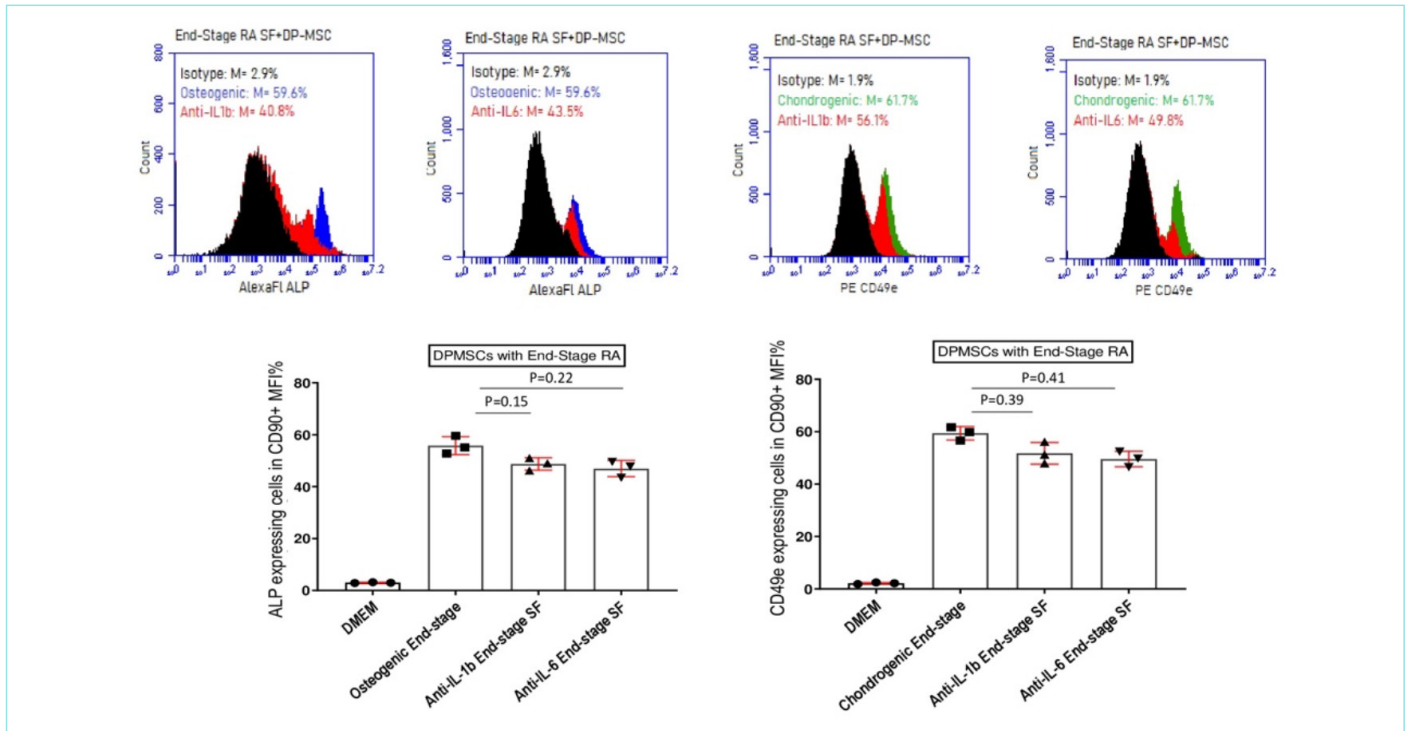 End-Stage RA SF+DP-MSC
800
600
400
200
0
Count
Isotype: M= 2.9%
Osteogenic: M= 59.6%
Anti-IL1b: M= 40.8%
AlexaFl ALP
End-Stage RA SF+DP-MSC
1,600
1,000
500
0
Count
Isotype: M= 2.9%
Osteogenic: M= 59.6%
Anti-IL6: M= 43.5%
AlexaFl ALP
End-Stage RA SF+DP-MSC
1,600
1,000
500
0
Count
Isotype: M= 1.9%
Chondrogenic: M= 61.7%
Anti-IL1b: M= 56.1%
PE CD49e
End-Stage RA SF+DP-MSC
1,600
1,000
500
0
Count
Isotype: M= 1.9%
Chondrogenic: M= 61.7%
Anti-IL6: M= 49.8%
PE CD49e
DPMSCs with End-Stage RA
P=0.22
P=0.15
ALP expressing cells in CD90+ MFI%
80
60
40
20
0
DMEM
Osteogenic End-stage
Anti-IL-1b End-stage SF
Anti-IL-6 End-stage SF
DPMSCs with End-Stage RA
P=0.41
P=0.39
CD49e expressing cells in CD90+ MFI%
80
60
40
20
0
DMEM
Chondrogenic End-stage
Anti-IL-1b End-stage SF
Anti-IL-6 End-stage SF